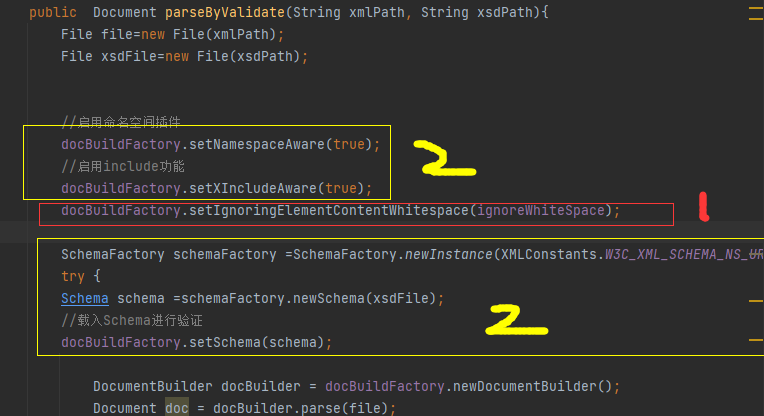 public Document parseByValidate(String xmlPath, String xsdPath){
File file=new File(xmlPath);
File xsdFile=new File(xsdPath);
//启用命名空间插件
docBuildFactory.setNamespaceAware(true);
2
//启用include功能
docBuildFactory.setXIncludeAware(true);
docBuildFactory.setIgnoringElementContentWhitespace(ignoreWhiteSpace);
1
SchemaFactory schemaFactory =SchemaFactory.newInstance(XMLConstants.W3C_XML_SCHEMA_NS_UR
try {
Schema schema =schemaFactory.newSchema(xsdFile);
//载入Schema进行验证
2
docBuildFactory.setSchema(schema);
DocumentBuilder docBuilder = docBuildFactory.newDocumentBuilder();
Document doc = docBuilder.parse(file);